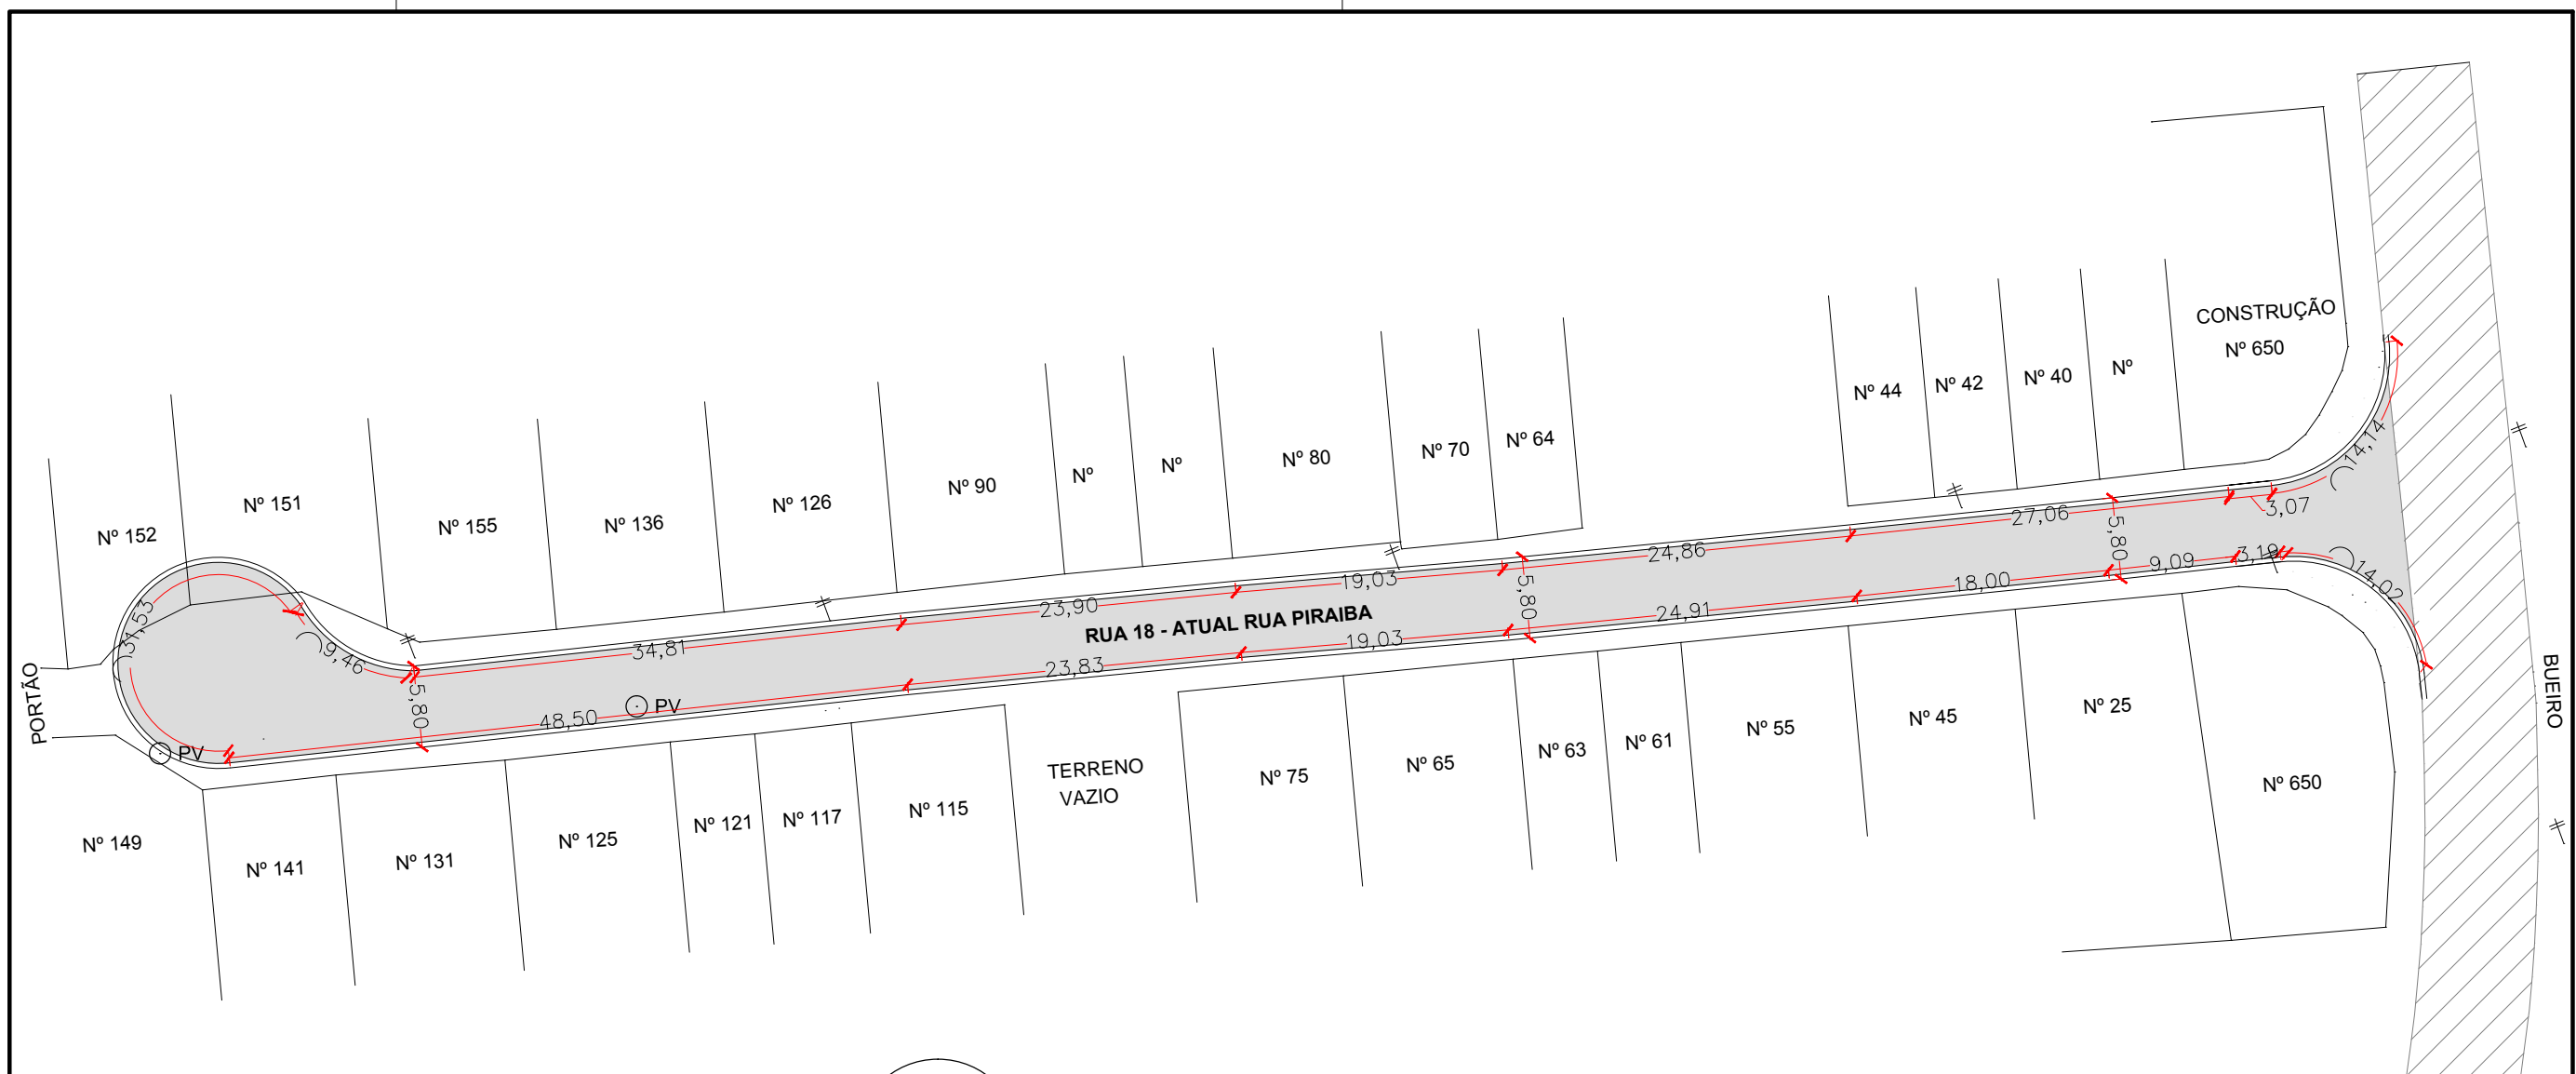 CONSTRUÇÃO
Nº 650
Nº 44
Nº 42
Nº 40
Nº
Nº 152
Nº 151
Nº 155
Nº 136
Nº 126
Nº 90
Nº
Nº
Nº 80
Nº 70
Nº 64
14,14
3,07
27,06
5,80
24,86
19,03
5,80
23,90
34,81
9,46
31,53
5,80
RUA 18 - ATUAL RUA PIRAIBA
14,02
3,19
9,09
18,00
24,91
19,03
23,83
48,50
PV
PV
PORTÃO
BUEIRO
Nº 149
Nº 141
Nº 131
Nº 125
Nº 121
Nº 117
Nº 115
TERRENO
VAZIO
Nº 75
Nº 65
Nº 63
Nº 61
Nº 55
Nº 45
Nº 25
Nº 650